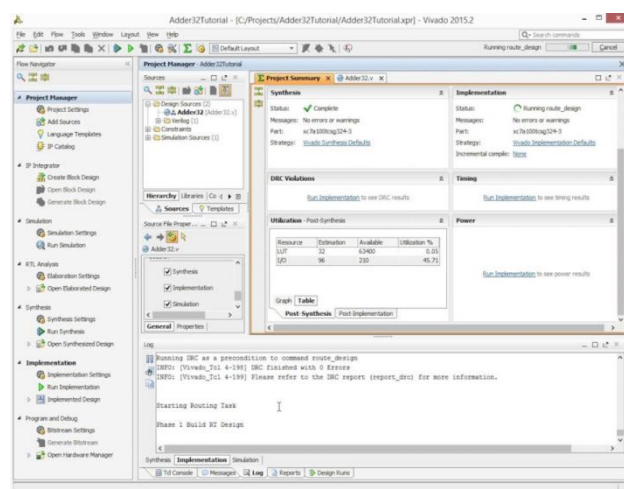 Adder32Tutorial - [C:/Projects/Adder32Tutorial/Adder32Tutorial.xpr] - Vivado 2015.2
File Edit Flow Tools Window Layout View Help
Search commands
Default Layout
Running route_design
Cancel
Flow Navigator
Project Manager
Project Settings
Add Sources
Language Templates
IP Catalog
IP Integrator
Create Block Design
Open Block Design
Generate Block Design
Simulation
Simulation Settings
Run Simulation
RTL Analysis
Elaboration Settings
Open Elaborated Design
Synthesis
Synthesis Settings
Run Synthesis
Open Synthesized Design
Implementation
Implementation Settings
Run Implementation
Implemented Design
Program and Debug
Bitstream Settings
Generate Bitstream
Open Hardware Manager
Project Manager - Adder32Tutorial
Sources
Design Sources (2)
Adder32 (Adder32.v)
Verilog (1)
Constraints
Simulation Sources (1)
Hierarchy Libraries Co
Sources Templates
Source File Proper...
Adder32.v
Synthesis
Implementation
Simulation
General Properties
Project Summary
Adder32.v
Synthesis
Status: Complete
Messages: No errors or warnings
Part: xc7a100tcsg324-3
Strategy: Vivado Synthesis Defaults
Implementation
Status: Running route_design
Messages: No errors or warnings
Part: xc7a100tcsg324-3
Strategy: Vivado Implementation Defaults
Incremental compile: None
DRC Violations
Run Implementation to see DRC results
Timing
Run Implementation to see timing results
Utilization - Post-Synthesis
Resource Estimation Available Utilization %
LUT 32 63400 0.05
I/O 96 210 45.71
Graph Table
Post-Synthesis Post-Implementation
Power
Run Implementation to see power results
Log
Running DRC as a precondition to command route_design
INFO: [Vivado_Tcl 4-198] DRC finished with 0 Errors
INFO: [Vivado_Tcl 4-199] Please refer to the DRC report (report_drc) for more information.
Starting Routing Task
Phase 1 Build RT Design
Synthesis Implementation Simulation
Tcl Console Messages Log Reports Design Runs